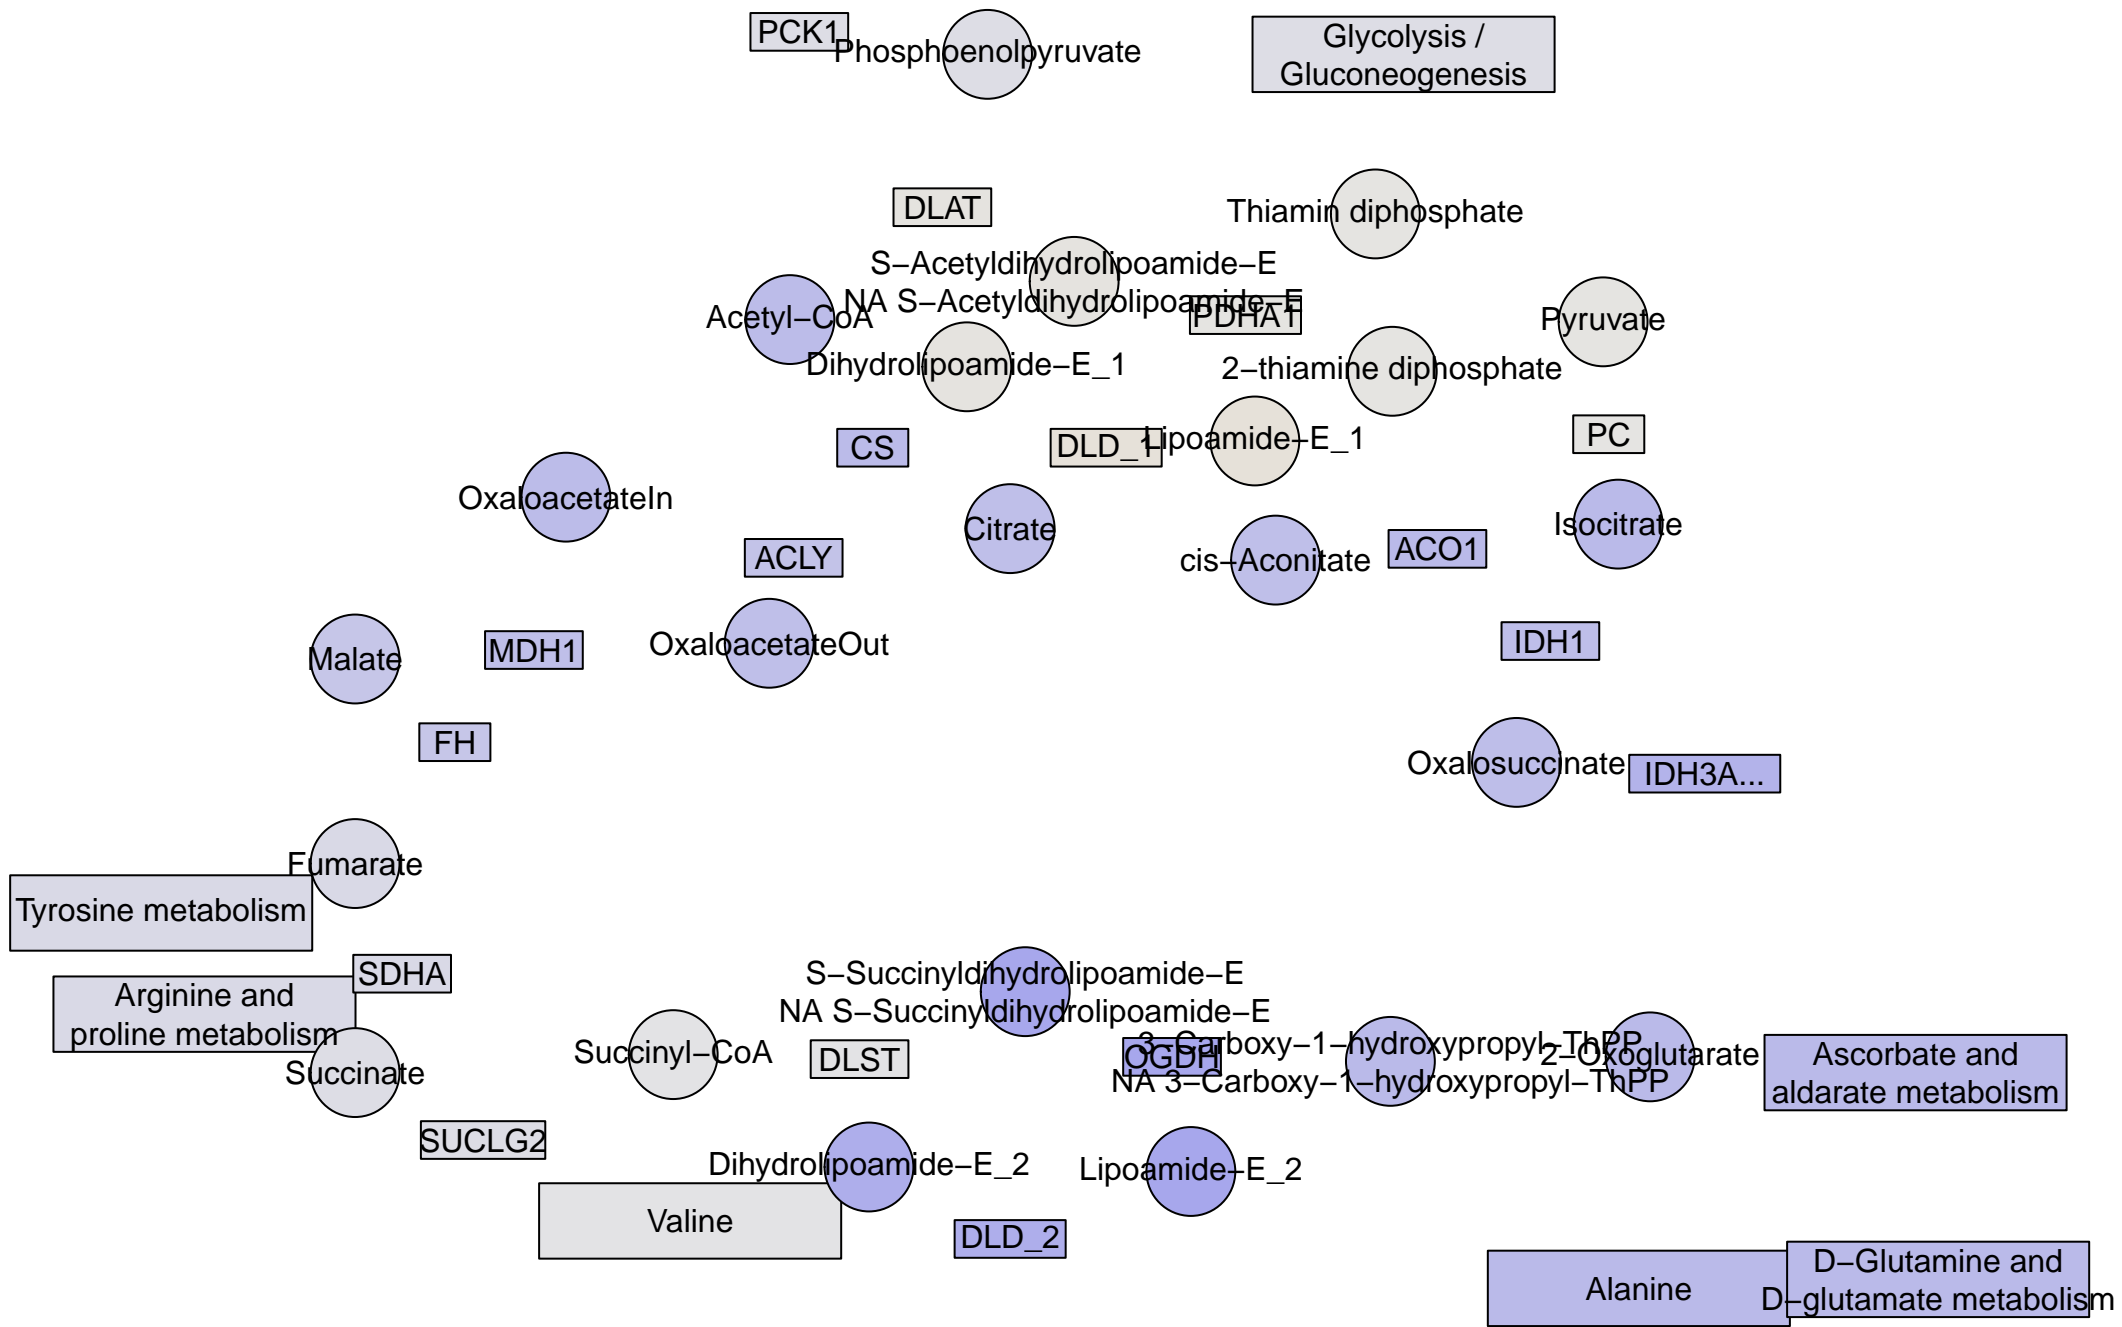 PCK1
Phosphoenolpyruvate
Glycolysis /
Gluconeogenesis
DLAT
Thiamin diphosphate
S−Acetyldihydrolipoamide−E
NA S−Acetyldihydrolipoamide−E
Acetyl−CoA
PDHA1
Pyruvate
Dihydrolipoamide−E_1
2−thiamine diphosphate
CS
DLD_1
Lipoamide−E_1
PC
OxaloacetateIn
Citrate
Isocitrate
ACLY
cis−Aconitate
ACO1
Malate
MDH1
OxaloacetateOut
IDH1
FH
Oxalosuccinate
IDH3A...
Fumarate
Tyrosine metabolism
SDHA
Arginine and
proline metabolism
S−Succinyldihydrolipoamide−E
NA S−Succinyldihydrolipoamide−E
Succinate
Succinyl−CoA
DLST
OGDH
3−Carboxy−1−hydroxypropyl−ThPP
NA 3−Carboxy−1−hydroxypropyl−ThPP
2−Oxoglutarate
Ascorbate and
aldarate metabolism
SUCLG2
Dihydrolipoamide−E_2
Lipoamide−E_2
Valine
DLD_2
Alanine
D−Glutamine and
D−glutamate metabolism